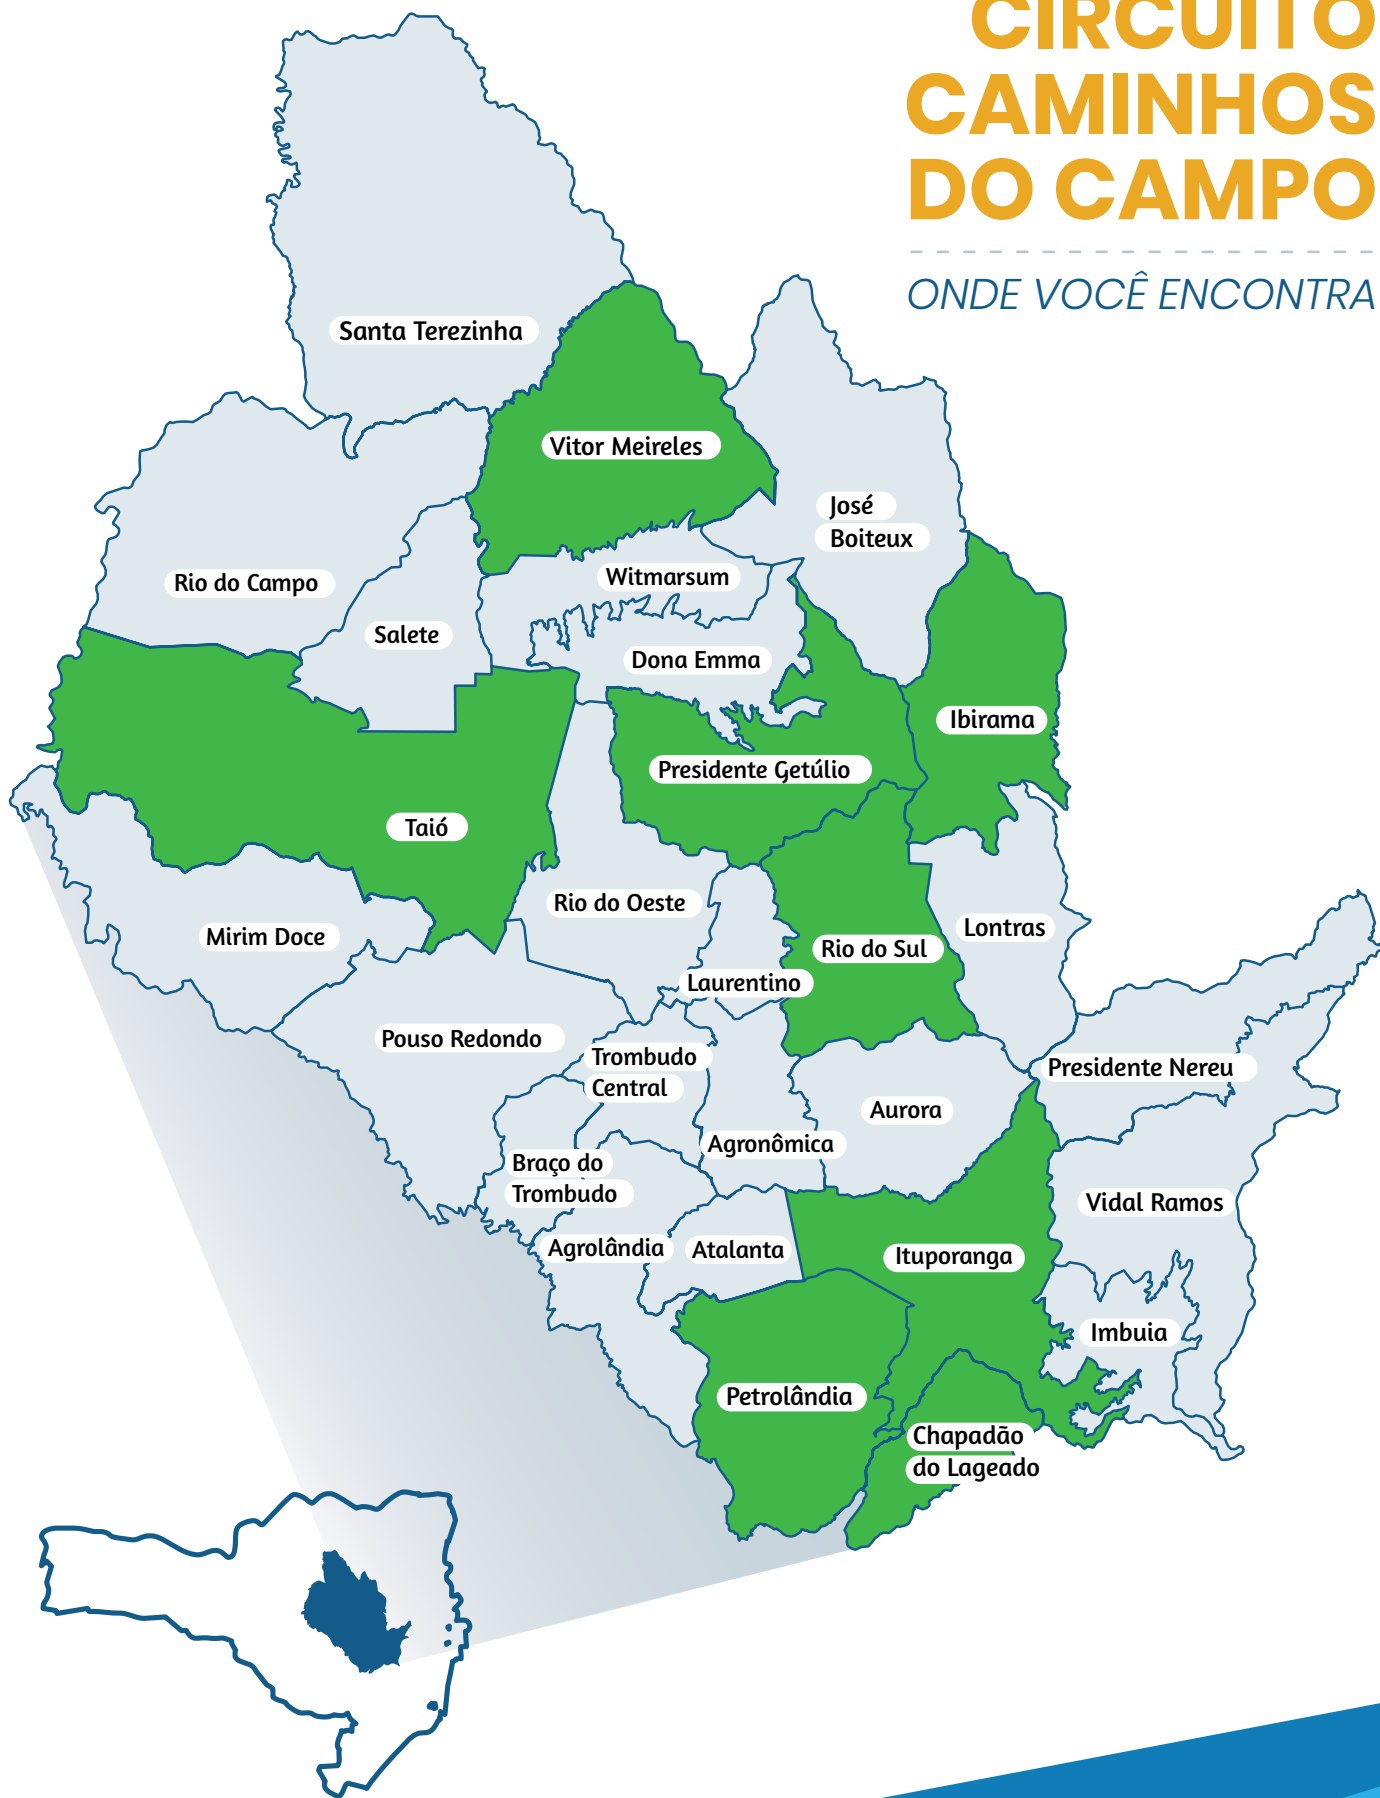 CIRCUITO
CAMINHOS
DO CAMPO
ONDE VOCÊ ENCONTRA
Santa Terezinha
Vitor Meireles
José
Boiteux
Rio do Campo
Witmarsum
Salete
Dona Emma
Ibirama
Presidente Getúlio
Taió
Rio do Oeste
Mirim Doce
Lontras
Rio do Sul
Laurentino
Pouso Redondo
Trombudo
Central
Presidente Nereu
Aurora
Agronômica
Braço do
Trombudo
Vidal Ramos
Agrolândia
Atalanta
Ituporanga
Imbuia
Petrolândia
Chapadão
do Lageado